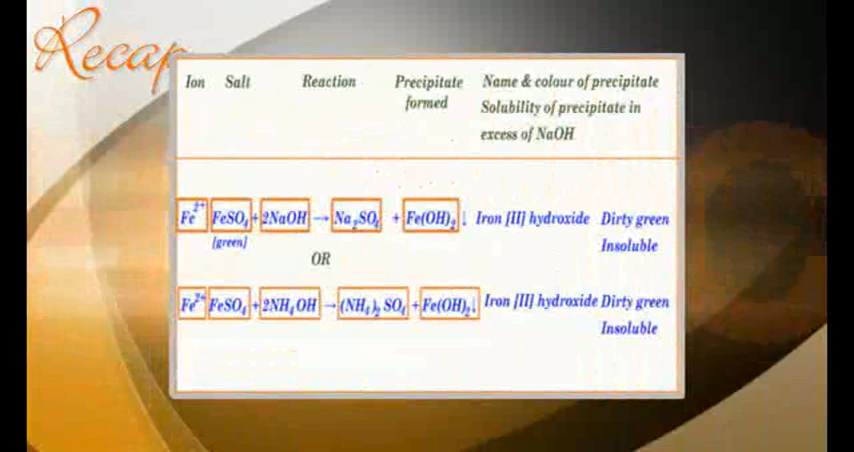 Recap
Ion Salt Reaction Precipitate formed Name & colour of precipitate
Solubility of precipitate in
excess of NaOH
Fe²⁺ FeSO₄ + 2NaOH → Na₂SO₄ + Fe(OH)₂ ↓ Iron [II] hydroxide Dirty green
[green] Insoluble
OR
Fe²⁺ FeSO₄ + 2NH₄OH → (NH₄)₂ SO₄ + Fe(OH)₂↓ Iron [II] hydroxide Dirty green
Insoluble